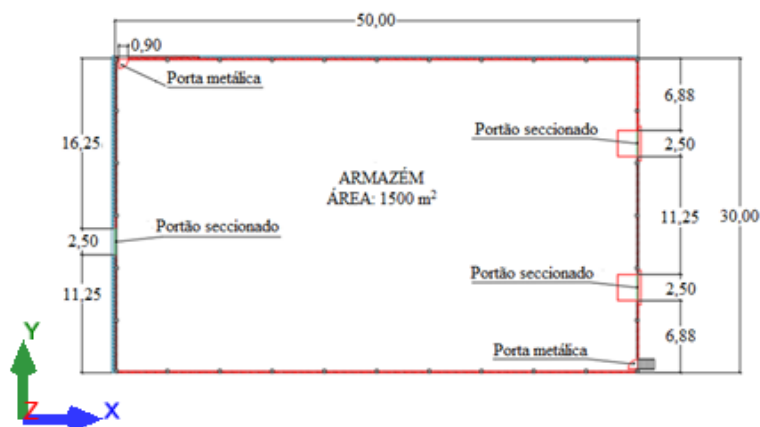 50,00
0,90
Porta metálica
6,88
Portão seccionado
2,50
16,25
ARMAZÉM
ÁREA: 1500 m²
11,25
30,00
Portão seccionado
2,50
Portão seccionado
2,50
11,25
6,88
Porta metálica
Y
Z
X